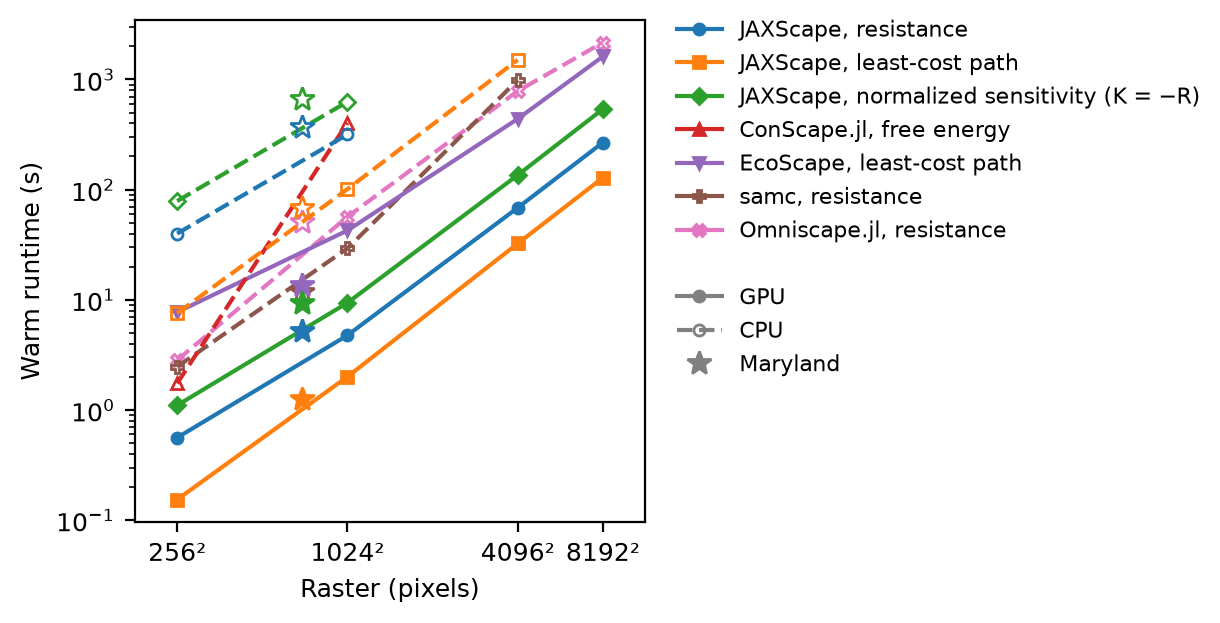 10³
10²
10¹
10⁰
10⁻¹
Warm runtime (s)
256² 1024² 4096² 8192²
Raster (pixels)
JAXScape, resistance
JAXScape, least-cost path
JAXScape, normalized sensitivity (K = −R)
ConScape.jl, free energy
EcoScape, least-cost path
samc, resistance
Omniscape.jl, resistance
GPU
CPU
Maryland